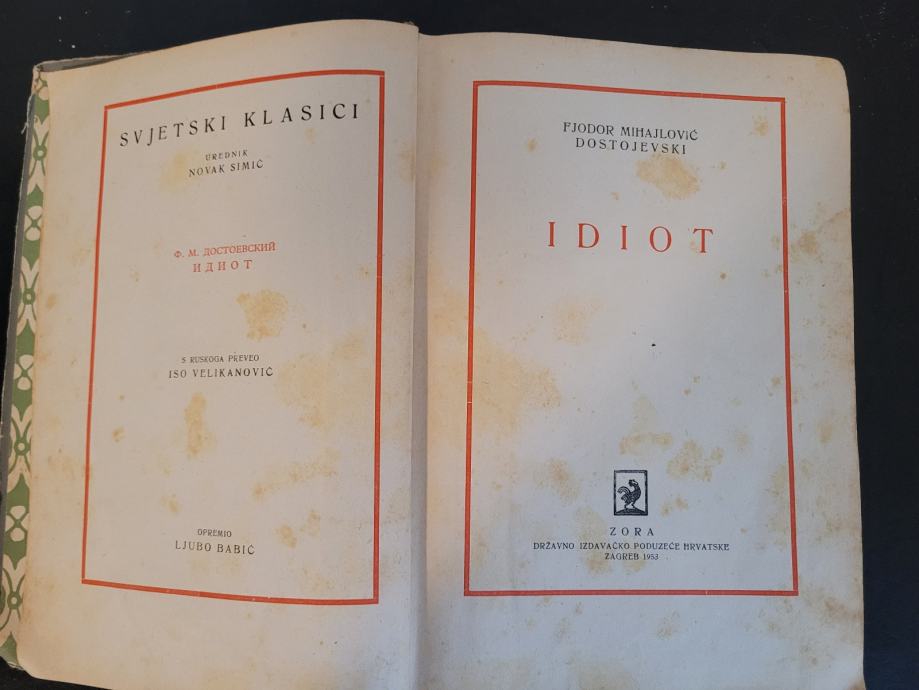 SVJETSKI KLASICI
UREDNIK
NOVAK SIMIĆ
Ф. М. ДОСТОЕВСКИЙ
ИДИОТ
S RUSKOGA PREVEO
ISO VELIKANOVIĆ
OPREMIO
LJUBO BABIĆ
FJODOR MIHAJLOVIĆ
DOSTOJEVSKI
IDIOT
ZORA
DRŽAVNO IZDAVAČKO PODUZEĆE HRVATSKE
ZAGREB 1953